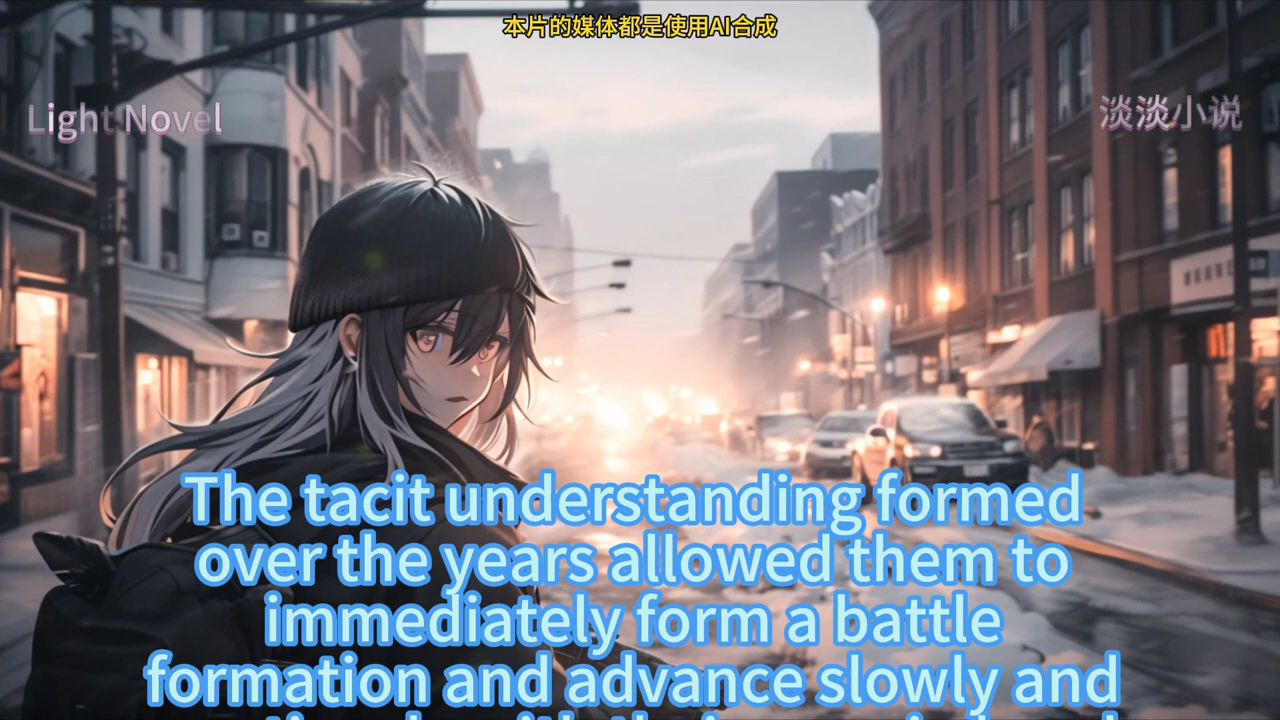 本片的媒体都是使用AI合成
Light Novel
淡淡小说
The tacit understanding formed
over the years allowed them to
immediately form a battle
formation and advance slowly and